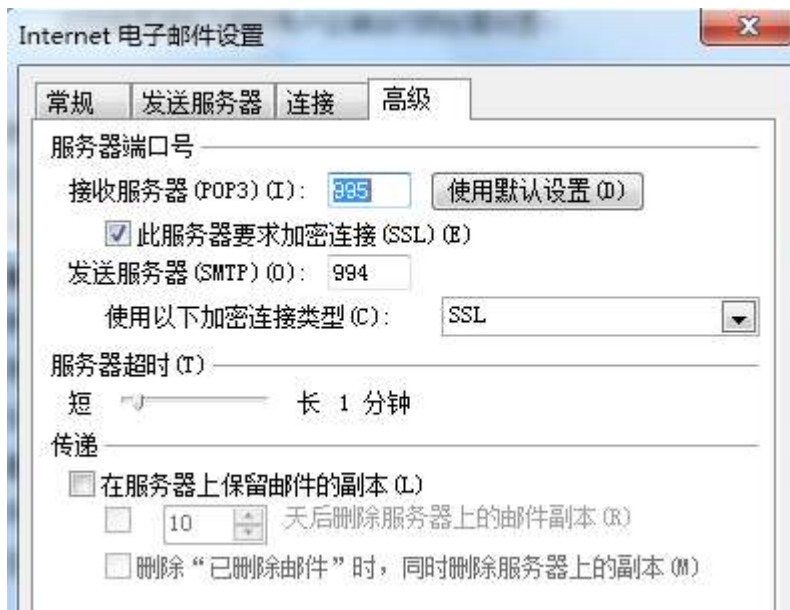 Internet 电子邮件设置
常规 发送服务器 连接 高级
服务器端口号
接收服务器(POP3)(I): 995 使用默认设置(D)
此服务器要求加密连接(SSL)(E)
发送服务器(SMTP)(O): 994
使用以下加密连接类型(C): SSL
服务器超时(T)
短 长 1 分钟
传递
在服务器上保留邮件的副本(L)
10 天后删除服务器上的邮件副本(R)
删除“已删除邮件”时，同时删除服务器上的副本(M)